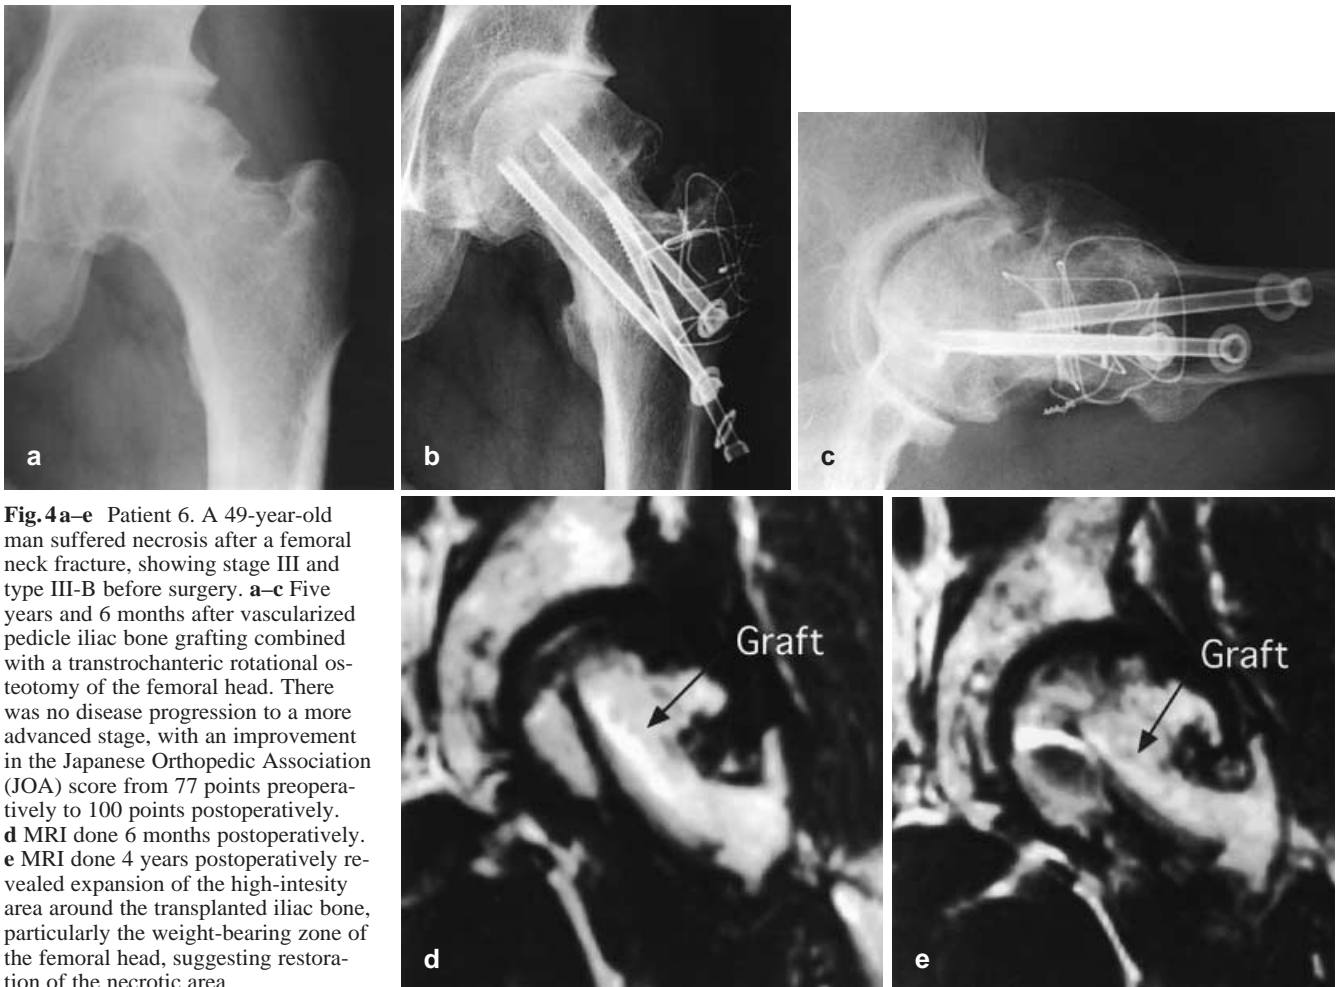 a
b
c
Fig. 4 a–e Patient 6. A 49-year-old
man suffered necrosis after a femoral
neck fracture, showing stage III and
type III-B before surgery. a–c Five
years and 6 months after vascularized
pedicle iliac bone grafting combined
with a transtrochanteric rotational os-
teotomy of the femoral head. There
was no disease progression to a more
advanced stage, with an improvement
in the Japanese Orthopedic Association
(JOA) score from 77 points preopera-
tively to 100 points postoperatively.
d MRI done 6 months postoperatively.
e MRI done 4 years postoperatively re-
vealed expansion of the high-intesity
area around the transplanted iliac bone,
particularly the weight-bearing zone of
the femoral head, suggesting restora-
tion of the necrotic area
Graft
d
Graft
e